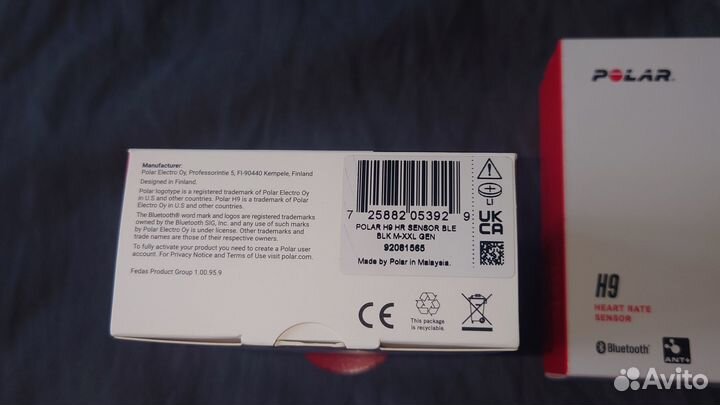 Manufacturer:
Polar Electro Oy, Professorintie 5, FI-90440 Kempele, Finland
Designed in Finland.
Polar logotype is a registered trademark of Polar Electro Oy
in U.S and other countries. Polar H9 is a trademark of Polar
Electro Oy in U.S and other countries.
The Bluetooth® word mark and logos are registered trademarks
owned by the Bluetooth SIG, Inc. and any use of such marks
by Polar Electro Oy is under license. Other trademarks and
trade names are those of their respective owners.
To fully activate your product you need to create a Polar user
account. For Privacy Notice and Terms of Use visit polar.com.
Fedas Product Group 1.00.95.9
7 25882 05392 9
POLAR H9 HR SENSOR BLE
BLK M-XXL GEN
92081565
Made by Polar in Malaysia.
LI
UK
CA
CE
This package
is recyclable.
POLAR
H9
HEART RATE
SENSOR
Bluetooth®
ANT+
Avito